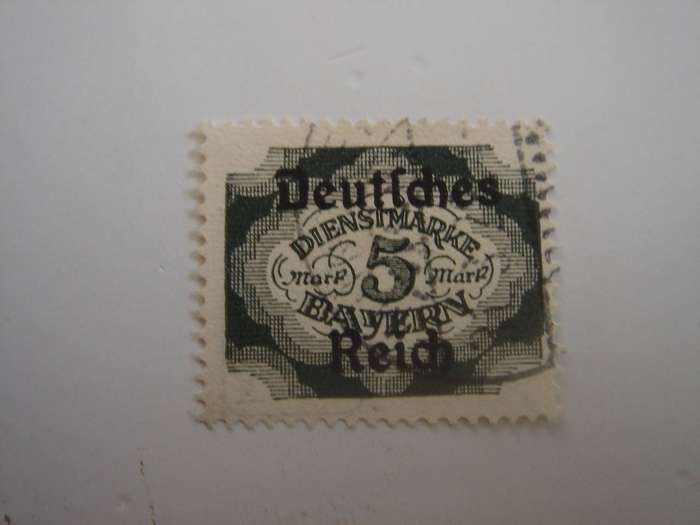 Deutsches
DIENSTMARKE
Mark 5 Mark
BAYERN
Reich